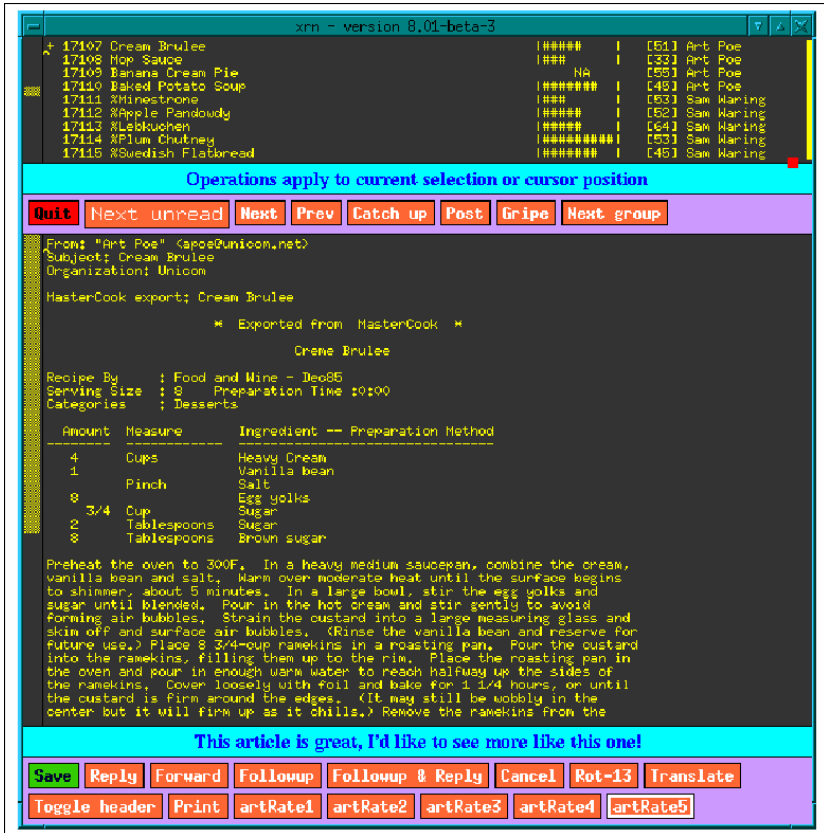 xrn - version 8.01-beta-3
+ 17107 Cream Brulee |##### | [51] Art Poe
17108 Mop Sauce |### | [33] Art Poe
17109 Banana Cream Pie NA [55] Art Poe
17110 Baked Potato Soup |####### | [45] Art Poe
17111 %Minestrone |### | [53] Sam Waring
17112 %Apple Pandowdy |##### | [52] Sam Waring
17113 %Lebkuchen |##### | [64] Sam Waring
17114 %Plum Chutney |#########| [53] Sam Waring
17115 %Swedish Flatbread |####### | [45] Sam Waring
Operations apply to current selection or cursor position
Quit Next unread Next Prev Catch up Post Gripe Next group
From: "Art Poe" <apoe@unicom.net>
Subject: Cream Brulee
Organization: Unicom
MasterCook export: Cream Brulee
* Exported from MasterCook *
Creme Brulee
Recipe By : Food and Wine - Dec85
Serving Size : 8 Preparation Time :0:00
Categories : Desserts
Amount Measure Ingredient -- Preparation Method
-------- ------------ --------------------------------
4 Cups Heavy Cream
1 Vanilla bean
Pinch Salt
8 Egg yolks
3/4 Cup Sugar
2 Tablespoons Sugar
8 Tablespoons Brown sugar
Preheat the oven to 300F. In a heavy medium saucepan, combine the cream,
vanilla bean and salt. Warm over moderate heat until the surface begins
to shimmer, about 5 minutes. In a large bowl, stir the egg yolks and
sugar until blended. Pour in the hot cream and stir gently to avoid
forming air bubbles. Strain the custard into a large measuring glass and
skim off and surface air bubbles. (Rinse the vanilla bean and reserve for
future use.) Place 8 3/4-cup ramekins in a roasting pan. Pour the custard
into the ramekins, filling them up to the rim. Place the roasting pan in
the oven and pour in enough warm water to reach halfway up the sides of
the ramekins. Cover loosely with foil and bake for 1 1/4 hours, or until
the custard is firm around the edges. (It may still be wobbly in the
center but it will firm up as it chills.) Remove the ramekins from the
This article is great, I'd like to see more like this one!
Save Reply Forward Followup Followup & Reply Cancel Rot-13 Translate
Toggle header Print artRate1 artRate2 artRate3 artRate4 artRate5